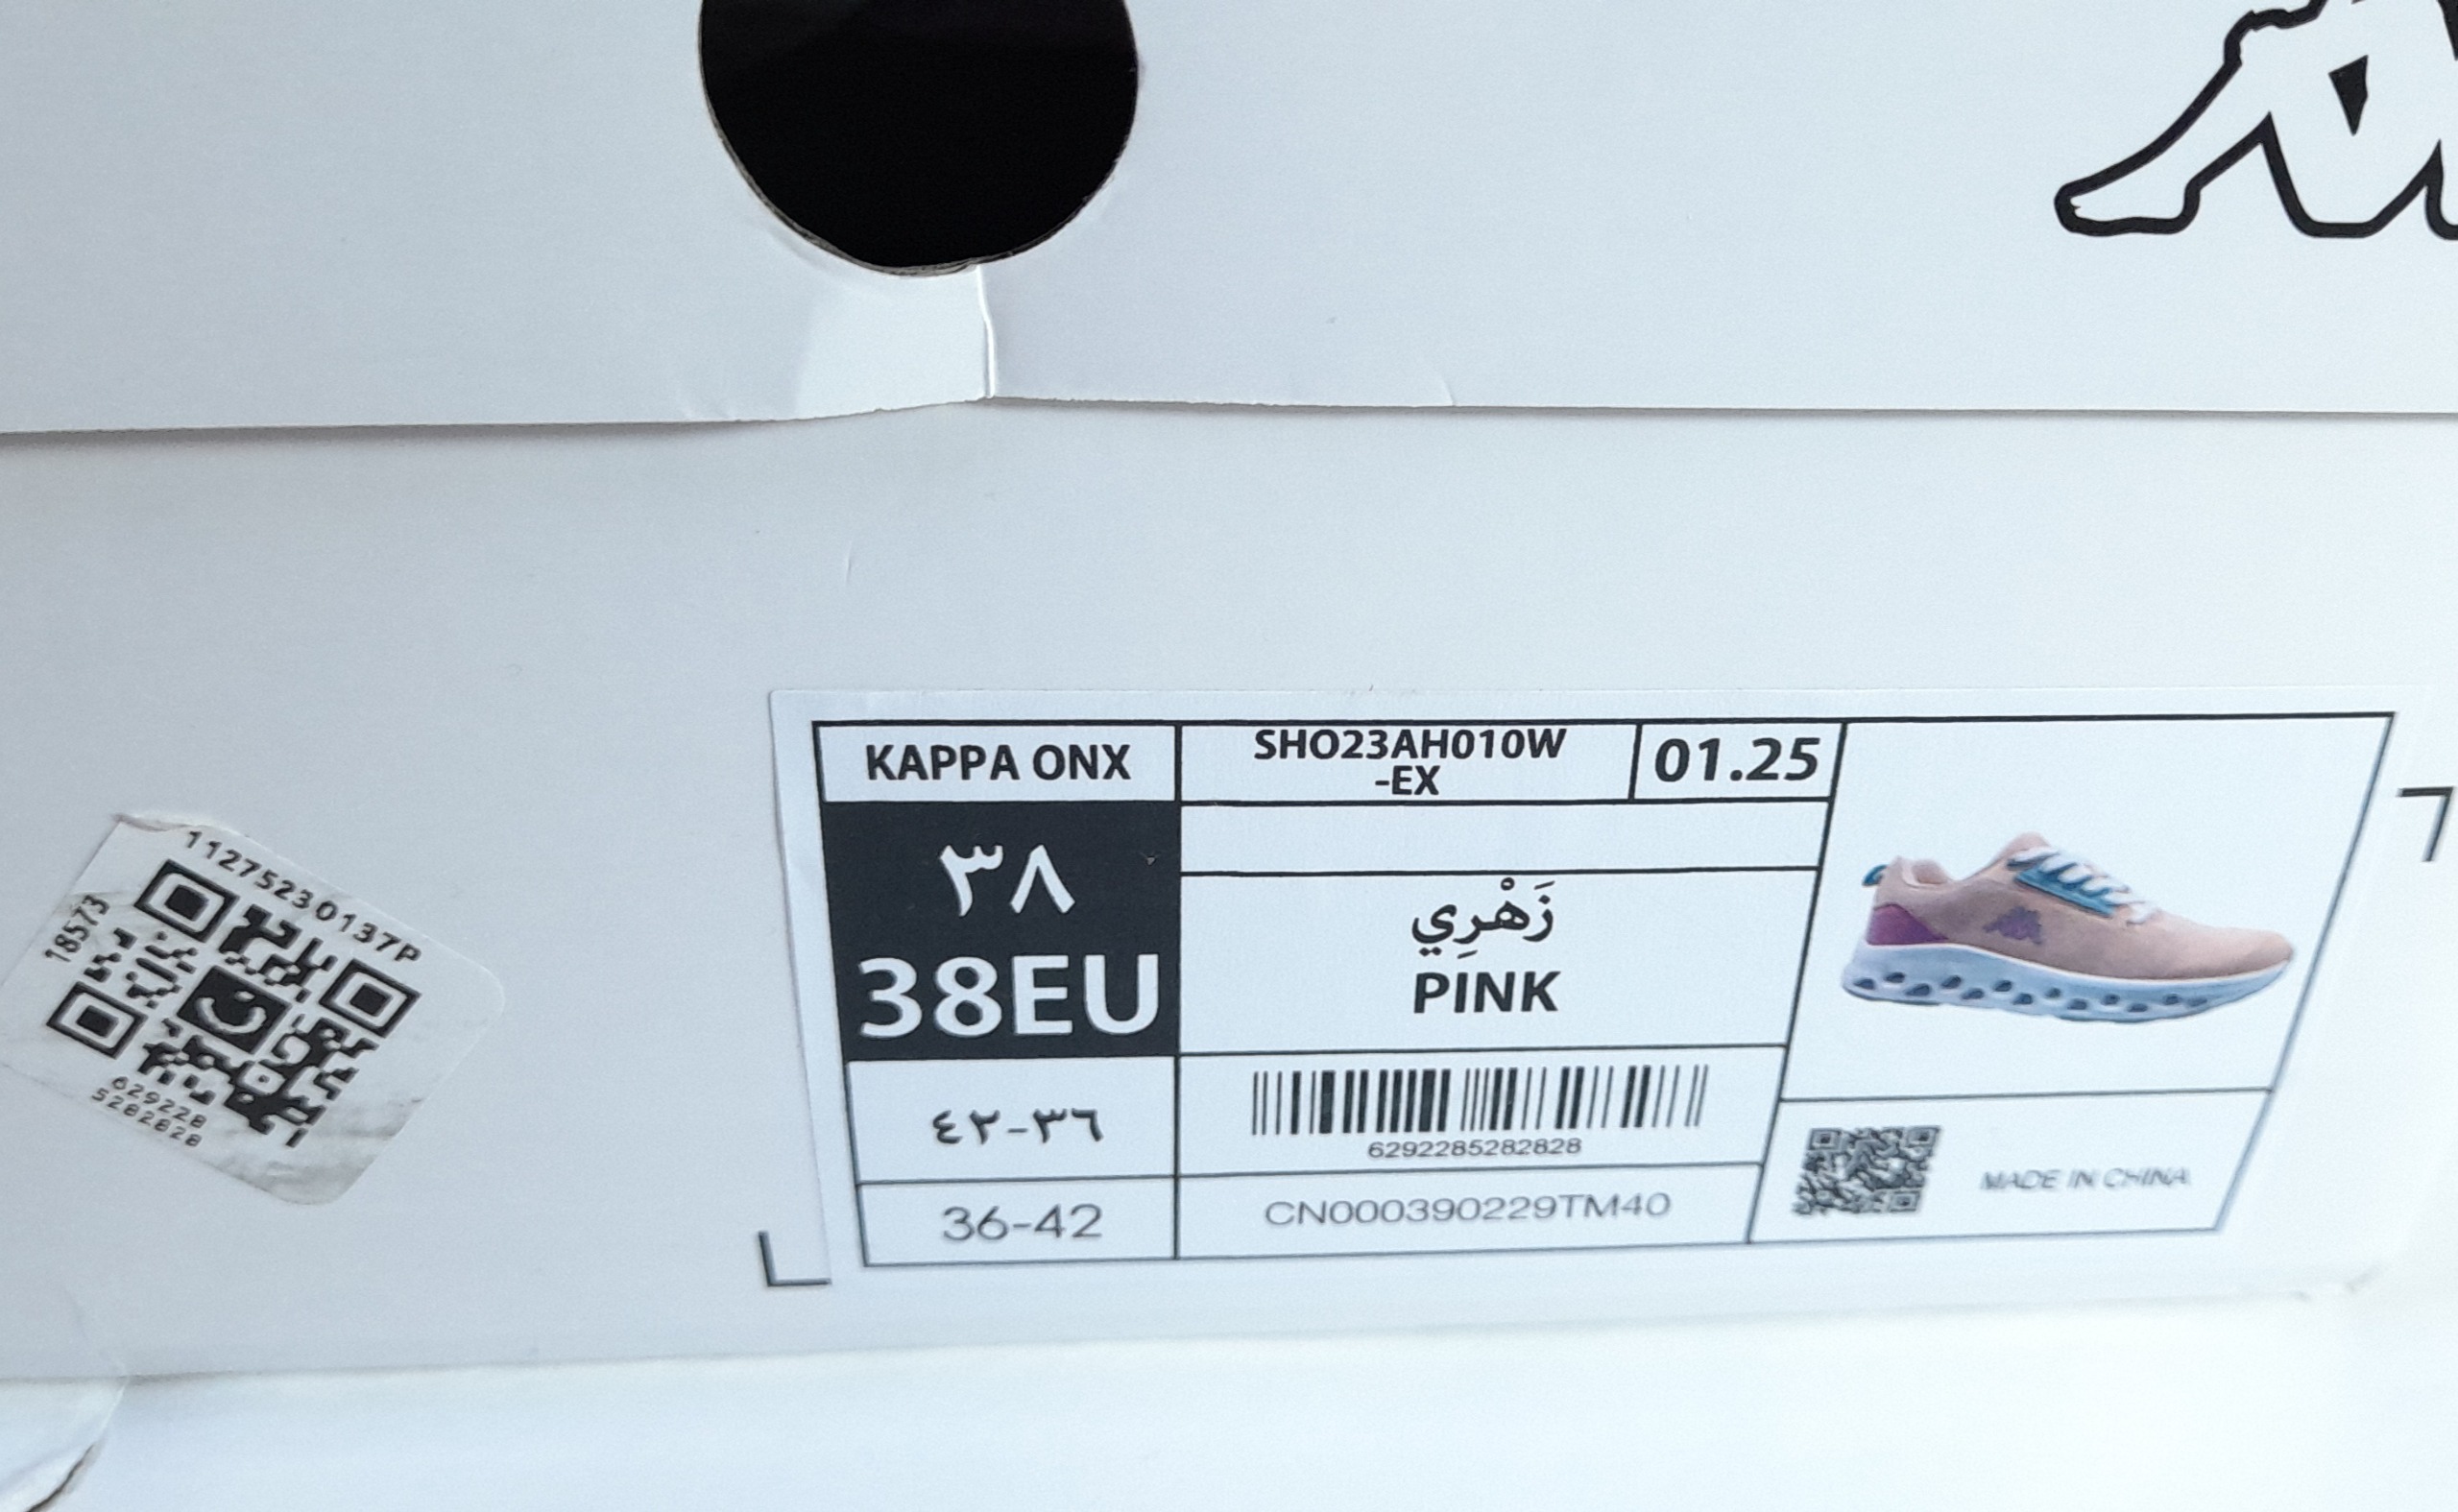 11275230137P
18573
629228
5282828
KAPPA ONX
SHO23AH010W
-EX
01.25
٣٨
38EU
زَهْرِي
PINK
٤٢-٣٦
36-42
6292285282828
CN000390229TM40
MADE IN CHINA